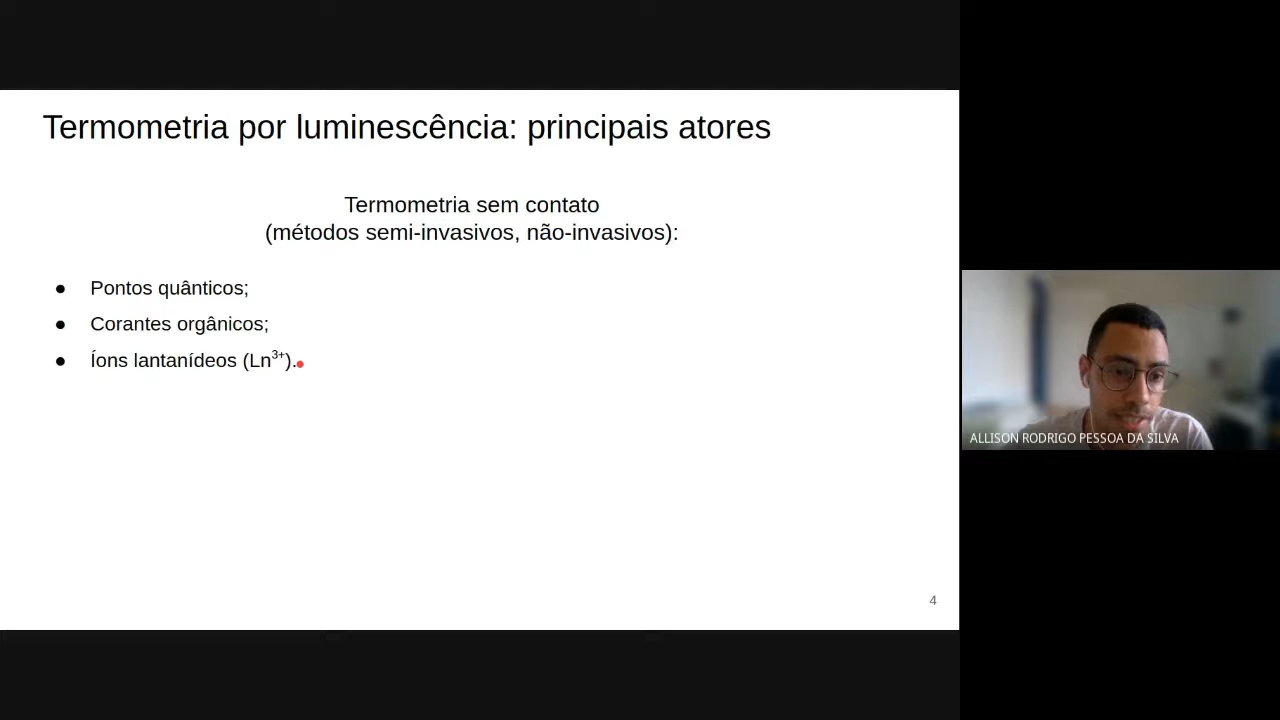 Termometria por luminescência: principais atores
Termometria sem contato
(métodos semi-invasivos, não-invasivos):
● Pontos quânticos;
● Corantes orgânicos;
● Íons lantanídeos (Ln³⁺).
4
ALLISON RODRIGO PESSOA DA SILVA